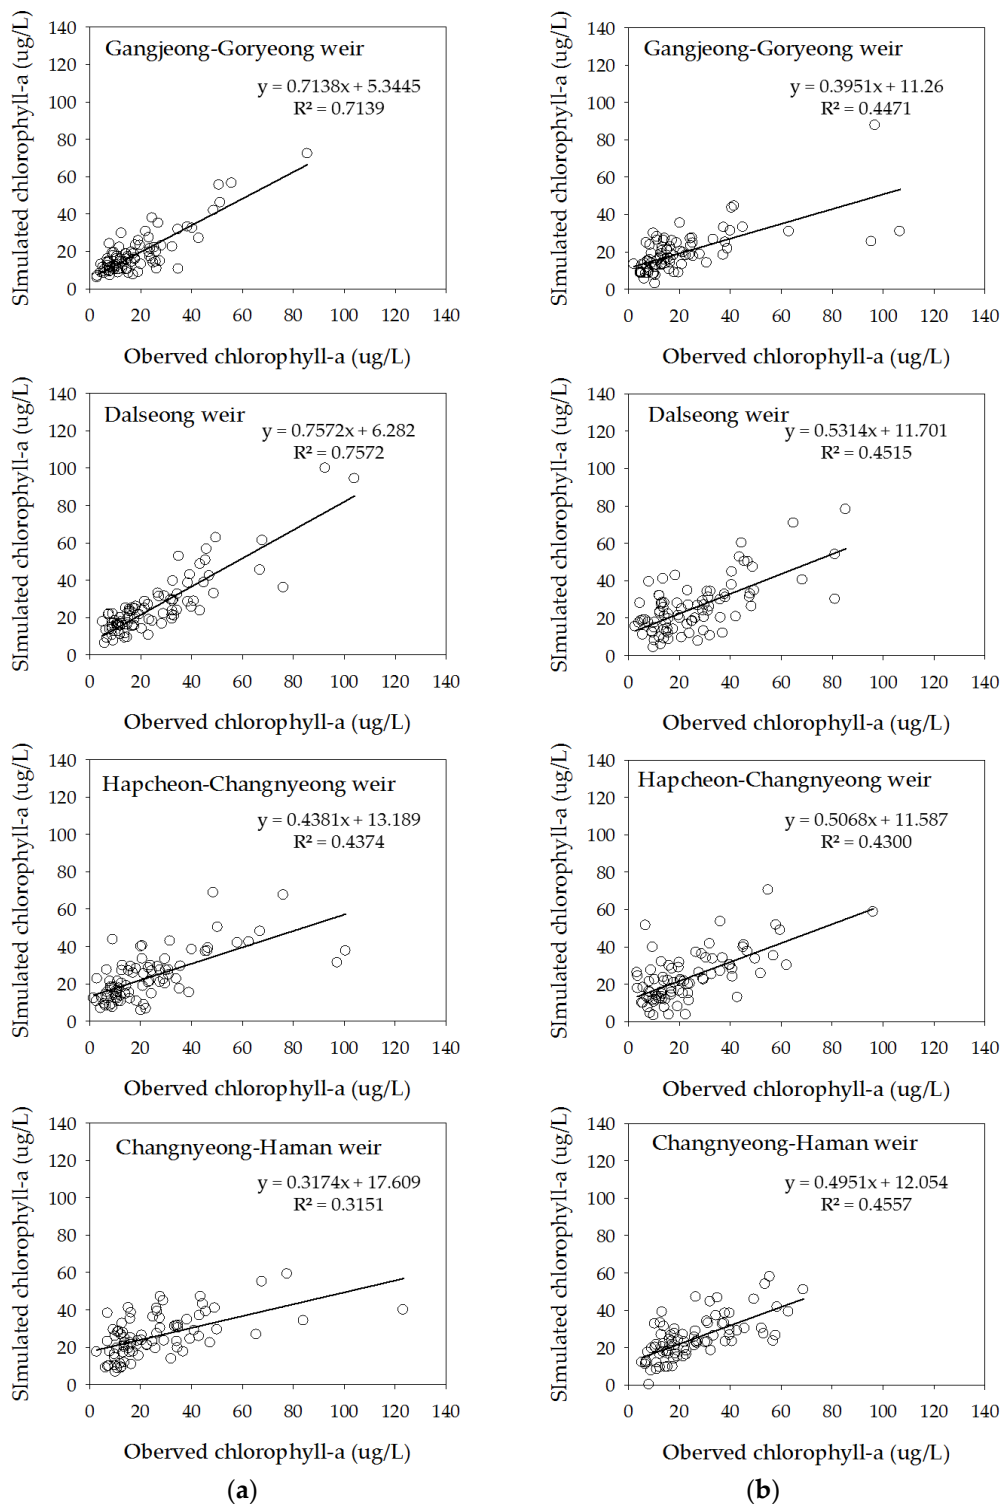 SImulated chlorophyll-a (ug/L)
140
120
100
80
60
40
20
0
Gangjeong-Goryeong weir
y = 0.7138x + 5.3445
R² = 0.7139
0 20 40 60 80 100 120 140
Oberved chlorophyll-a (ug/L)
SImulated chlorophyll-a (ug/L)
140
120
100
80
60
40
20
0
Gangjeong-Goryeong weir
y = 0.3951x + 11.26
R² = 0.4471
0 20 40 60 80 100 120 140
Oberved chlorophyll-a (ug/L)
SImulated chlorophyll-a (ug/L)
140
120
100
80
60
40
20
0
Dalseong weir
y = 0.7572x + 6.282
R² = 0.7572
0 20 40 60 80 100 120 140
Oberved chlorophyll-a (ug/L)
SImulated chlorophyll-a (ug/L)
140
120
100
80
60
40
20
0
Dalseong weir
y = 0.5314x + 11.701
R² = 0.4515
0 20 40 60 80 100 120 140
Oberved chlorophyll-a (ug/L)
SImulated chlorophyll-a (ug/L)
140
120
100
80
60
40
20
0
Hapcheon-Changnyeong weir
y = 0.4381x + 13.189
R² = 0.4374
0 20 40 60 80 100 120 140
Oberved chlorophyll-a (ug/L)
SImulated chlorophyll-a (ug/L)
140
120
100
80
60
40
20
0
Hapcheon-Changnyeong weir
y = 0.5068x + 11.587
R² = 0.4300
0 20 40 60 80 100 120 140
Oberved chlorophyll-a (ug/L)
SImulated chlorophyll-a (ug/L)
140
120
100
80
60
40
20
0
Changnyeong-Haman weir
y = 0.3174x + 17.609
R² = 0.3151
0 20 40 60 80 100 120 140
Oberved chlorophyll-a (ug/L)
(a)
SImulated chlorophyll-a (ug/L)
140
120
100
80
60
40
20
0
Changnyeong-Haman weir
y = 0.4951x + 12.054
R² = 0.4557
0 20 40 60 80 100 120 140
Oberved chlorophyll-a (ug/L)
(b)